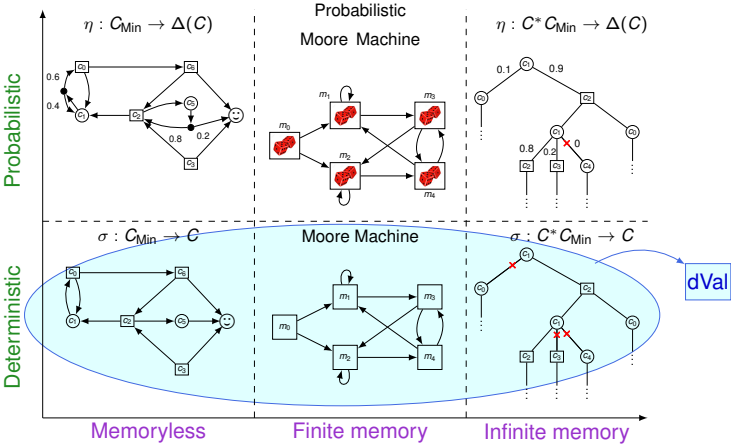 η : C_Min → Δ(C)
Probabilistic
Moore Machine
η : C*C_Min → Δ(C)
Probabilistic
c₀
c₆
0.6
0.4
c₁
c₂
c₅
0.8
0.2
c₃
m₀
m₁
m₂
m₃
m₄
0.1
c₁
0.9
c₀
c₂
c₁
c₀
0.8
0.2
0
c₂
c₃
c₄
σ : C_Min → C
Moore Machine
σ : C*C_Min → C
dVal
Deterministic
c₀
c₆
c₁
c₂
c₅
c₃
m₀
m₁
m₂
m₃
m₄
c₁
c₀
c₂
c₁
c₀
c₂
c₃
c₄
Memoryless
Finite memory
Infinite memory